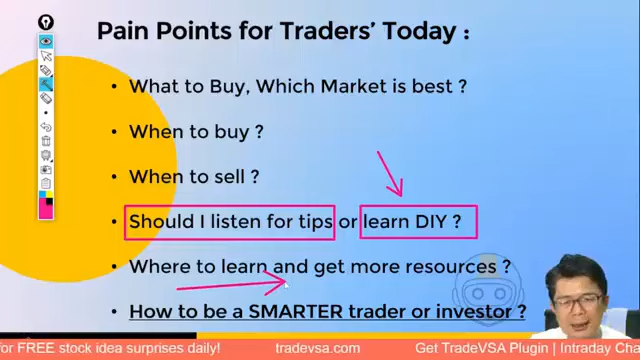 Pain Points for Traders' Today :
• What to Buy, Which Market is best ?
• When to buy ?
• When to sell ?
• Should I listen for tips or learn DIY ?
• Where to learn and get more resources ?
• How to be a SMARTER trader or investor ?
for FREE stock idea surprises daily! tradevsa.com Get TradeVSA Plugin | Intraday Cha